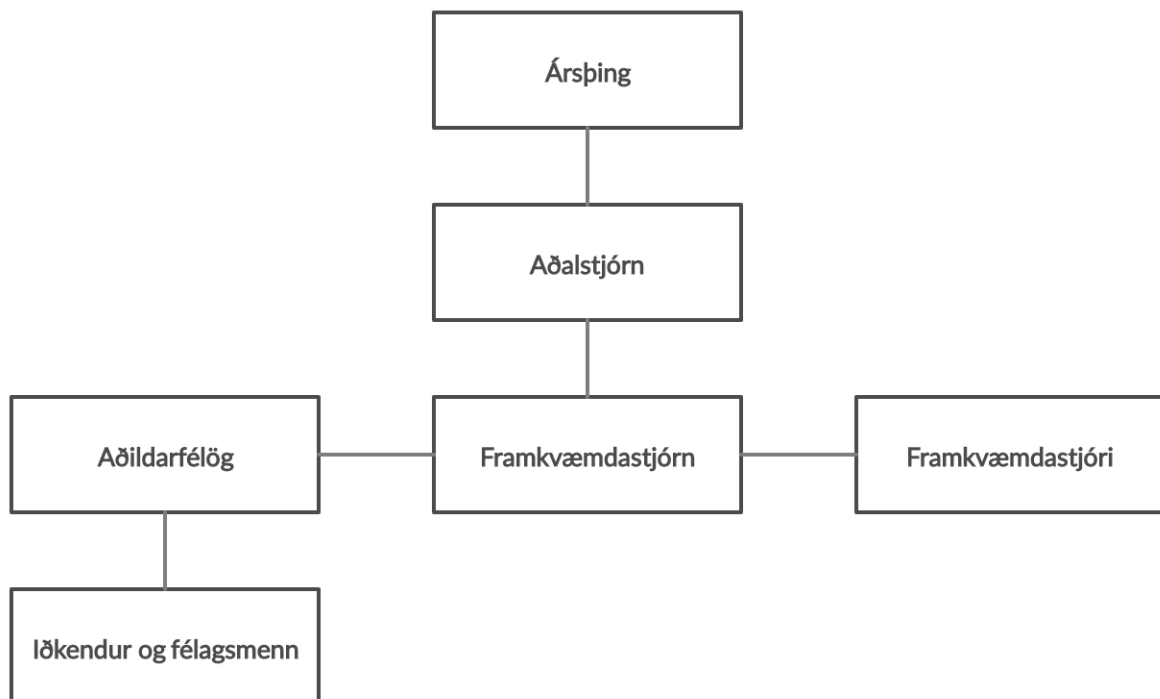 Ársþing
Aðalstjórn
Aðildarfélög
Framkvæmdastjórn
Framkvæmdastjóri
Iðkendur og félagsmenn